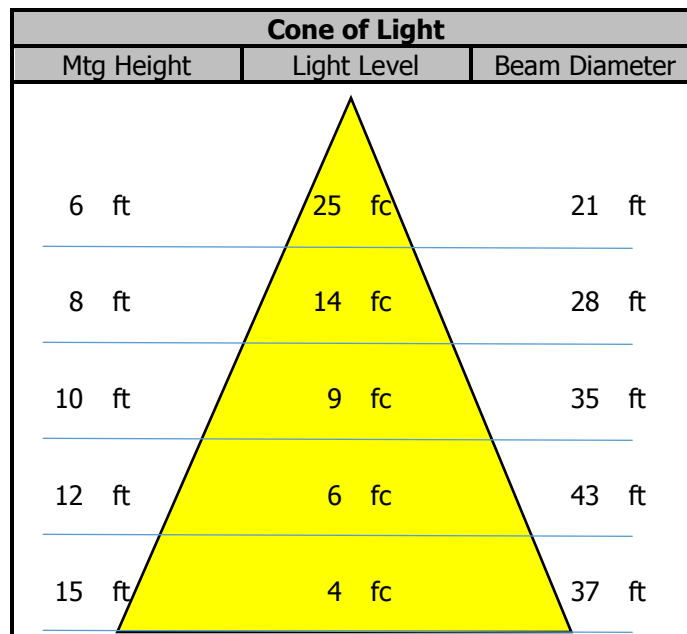 Cone of Light
Mtg Height Light Level Beam Diameter
6 ft 25 fc 21 ft
8 ft 14 fc 28 ft
10 ft 9 fc 35 ft
12 ft 6 fc 43 ft
15 ft 4 fc 37 ft